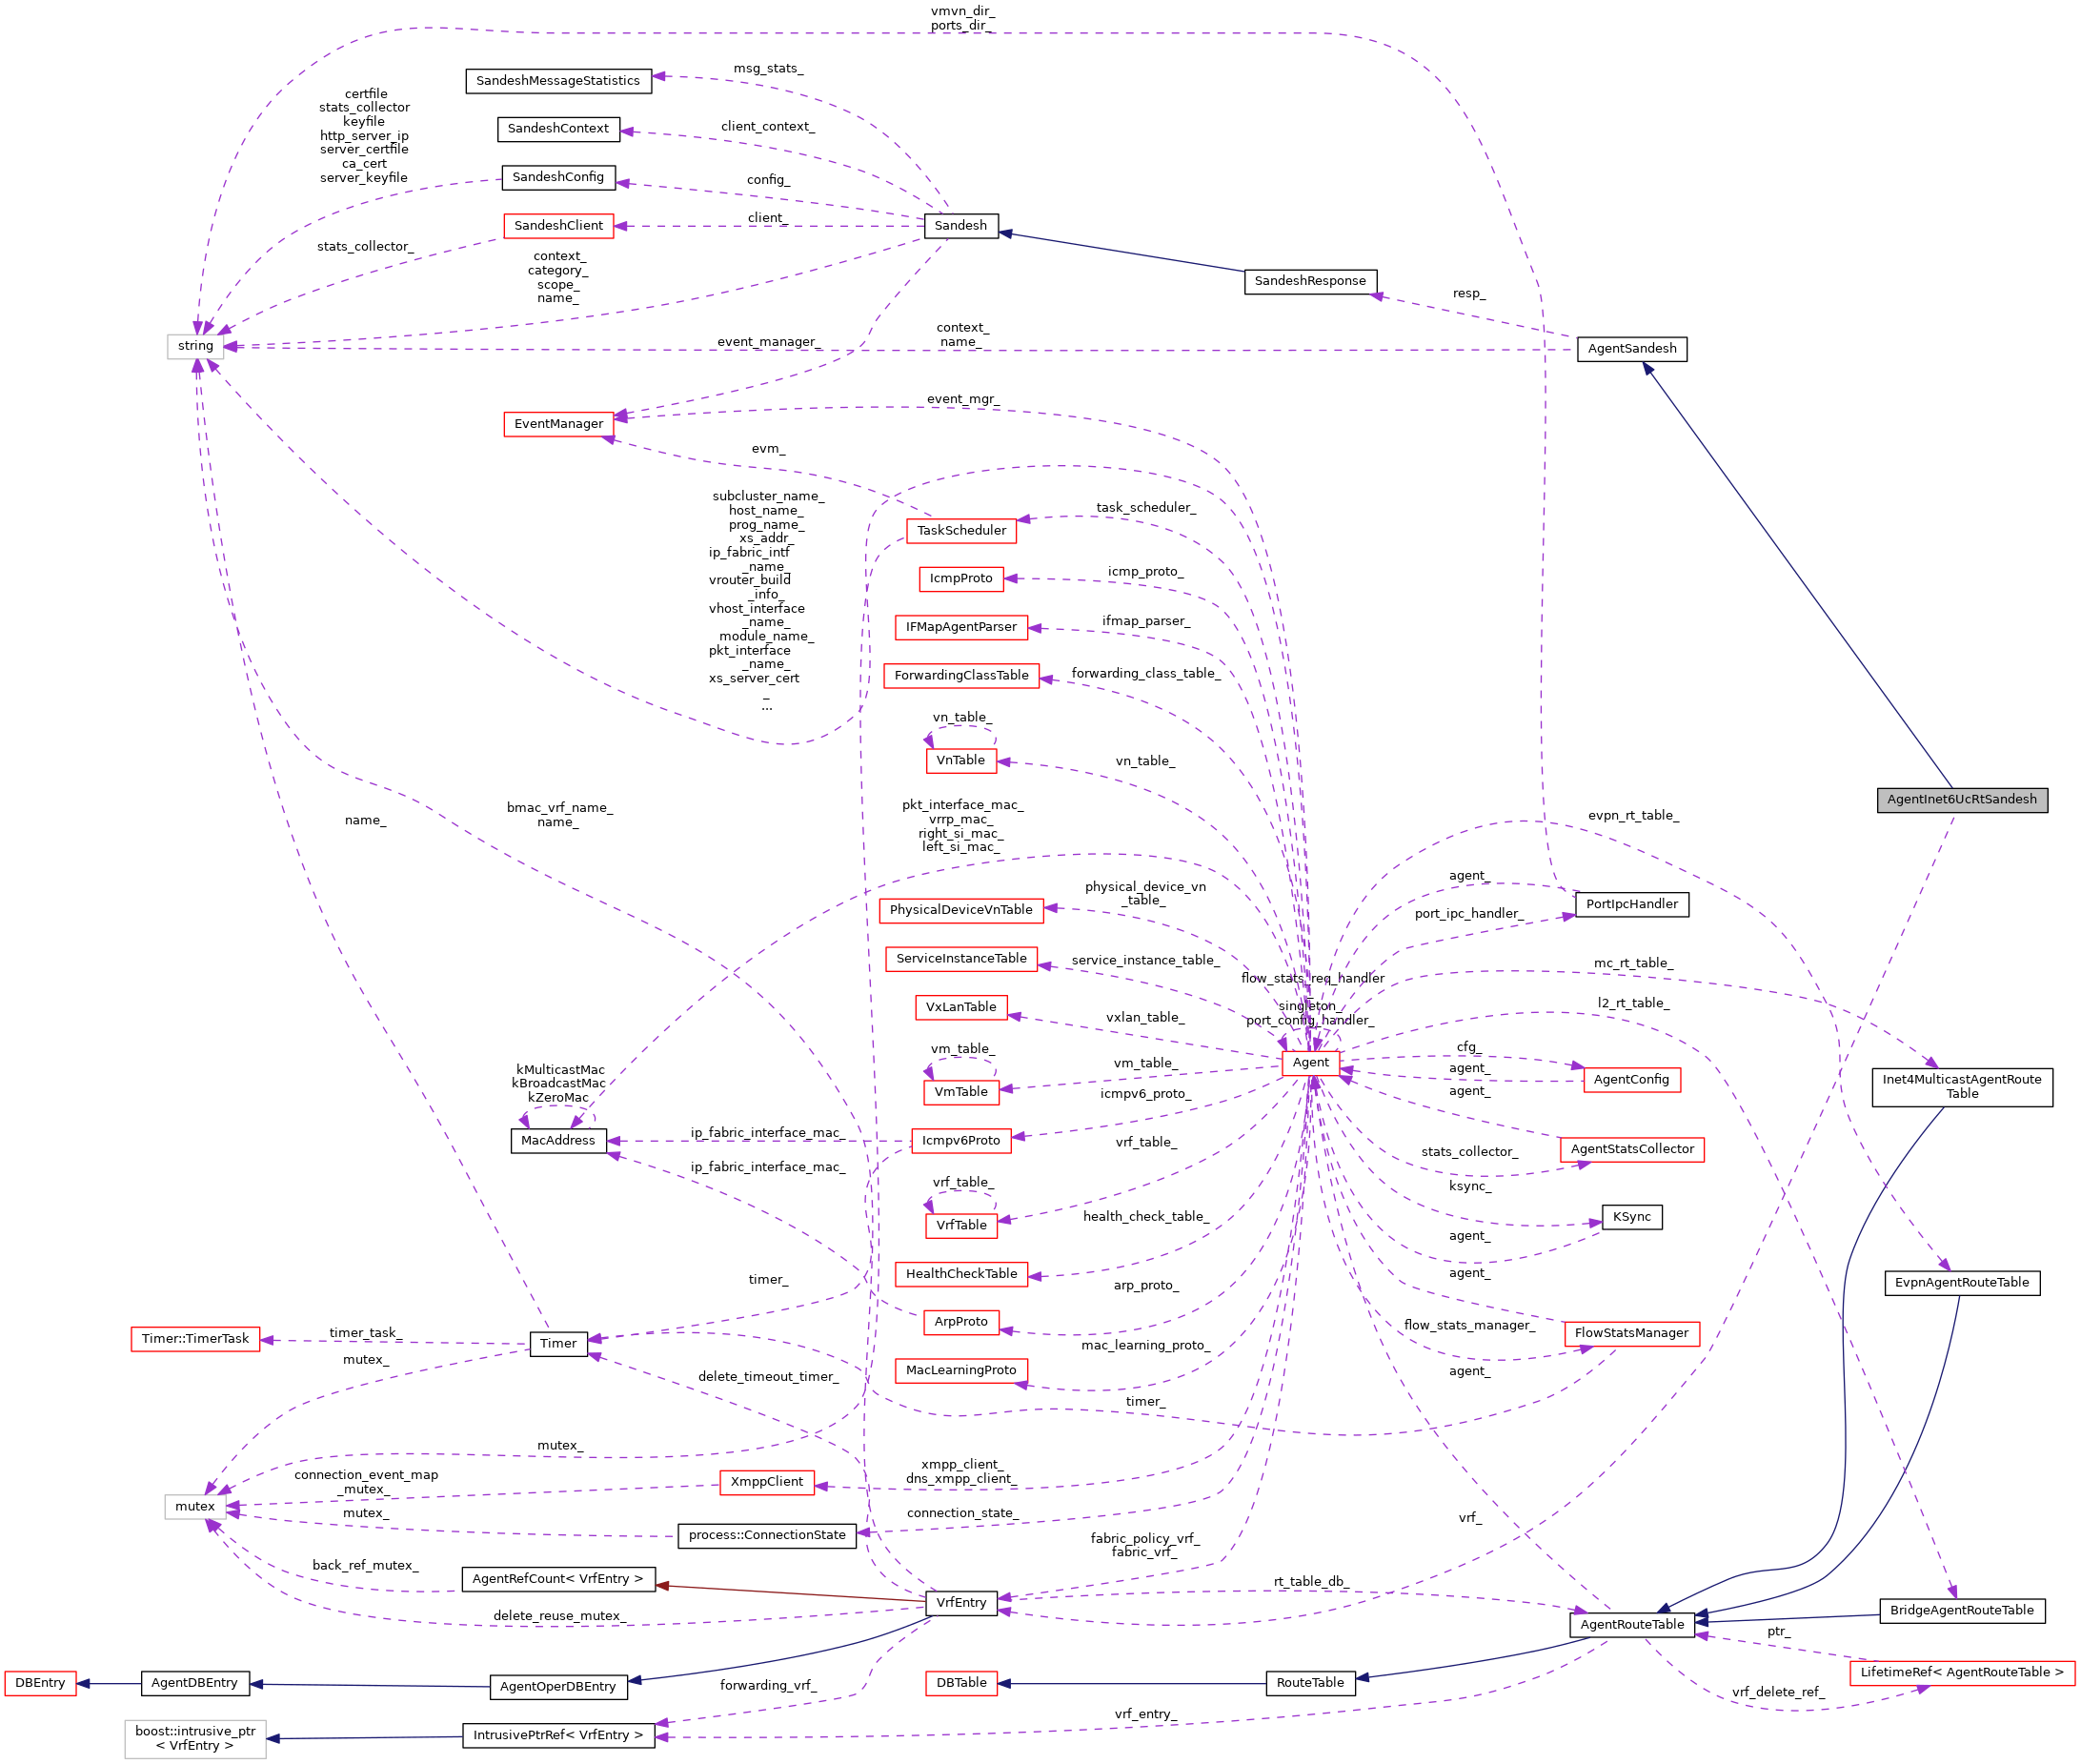 vmvn_dir_
ports_dir_
SandeshMessageStatistics
msg_stats_
certfile
stats_collector
keyfile
http_server_ip
server_certfile
ca_cert
server_keyfile
SandeshContext
client_context_
SandeshConfig
config_
SandeshClient
client_
Sandesh
stats_collector_
context_
category_
scope_
name_
SandeshResponse
resp_
string
event_manager_
context_
name_
AgentSandesh
EventManager
event_mgr_
evm_
subcluster_name_
host_name_
prog_name_
xs_addr_
ip_fabric_intf
_name_
vrouter_build
_info_
vhost_interface
_name_
module_name_
pkt_interface
_name_
xs_server_cert
_
...
TaskScheduler
task_scheduler_
IcmpProto
icmp_proto_
IFMapAgentParser
ifmap_parser_
ForwardingClassTable
forwarding_class_table_
vn_table_
VnTable
vn_table_
AgentInet6UcRtSandesh
name_
bmac_vrf_name_
name_
pkt_interface_mac_
vrrp_mac_
right_si_mac_
left_si_mac_
evpn_rt_table_
PhysicalDeviceVnTable
physical_device_vn
_table_
agent_
PortIpcHandler
port_ipc_handler_
ServiceInstanceTable
service_instance_table_
mc_rt_table_
flow_stats_req_handler
_
singleton_
port_config_handler_
VxLanTable
vxlan_table_
l2_rt_table_
vm_table_
VmTable
vm_table_
Agent
cfg_
agent_
AgentConfig
Inet4MulticastAgentRoute
Table
kMulticastMac
kBroadcastMac
kZeroMac
MacAddress
icmpv6_proto_
agent_
ip_fabric_interface_mac_
Icmpv6Proto
vrf_table_
AgentStatsCollector
stats_collector_
ip_fabric_interface_mac_
vrf_table_
VrfTable
ksync_
KSync
health_check_table_
agent_
HealthCheckTable
timer_
arp_proto_
agent_
EvpnAgentRouteTable
ArpProto
Timer::TimerTask
timer_task_
Timer
mutex_
mac_learning_proto_
flow_stats_manager_
FlowStatsManager
delete_timeout_timer_
MacLearningProto
agent_
timer_
mutex_
connection_event_map
_mutex_
XmppClient
xmpp_client_
dns_xmpp_client_
mutex
mutex_
process::ConnectionState
connection_state_
vrf_
fabric_policy_vrf_
fabric_vrf_
back_ref_mutex_
AgentRefCount< VrfEntry >
rt_table_db_
VrfEntry
delete_reuse_mutex_
AgentRouteTable
BridgeAgentRouteTable
ptr_
DBEntry
AgentDBEntry
AgentOperDBEntry
forwarding_vrf_
DBTable
RouteTable
LifetimeRef< AgentRouteTable >
vrf_delete_ref_
vrf_entry_
boost::intrusive_ptr
< VrfEntry >
IntrusivePtrRef< VrfEntry >